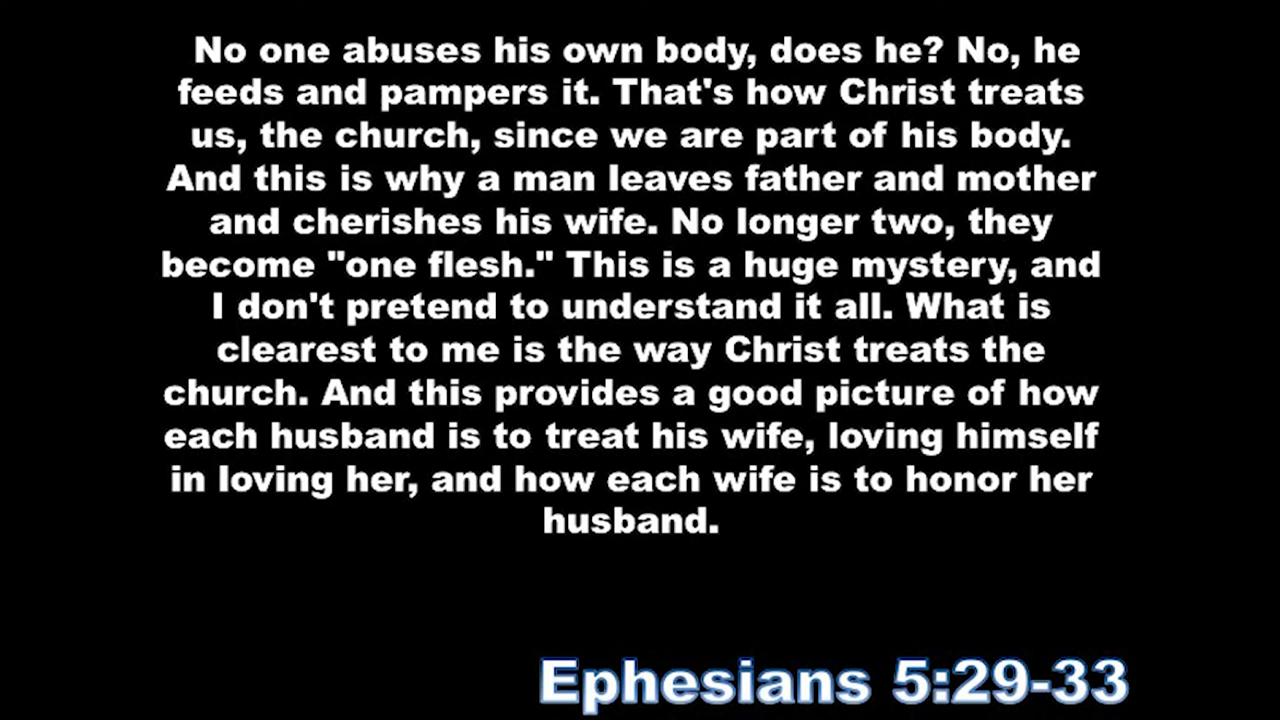 No one abuses his own body, does he? No, he
feeds and pampers it. That's how Christ treats
us, the church, since we are part of his body.
And this is why a man leaves father and mother
and cherishes his wife. No longer two, they
become "one flesh." This is a huge mystery, and
I don't pretend to understand it all. What is
clearest to me is the way Christ treats the
church. And this provides a good picture of how
each husband is to treat his wife, loving himself
in loving her, and how each wife is to honor her
husband.
Ephesians 5:29-33